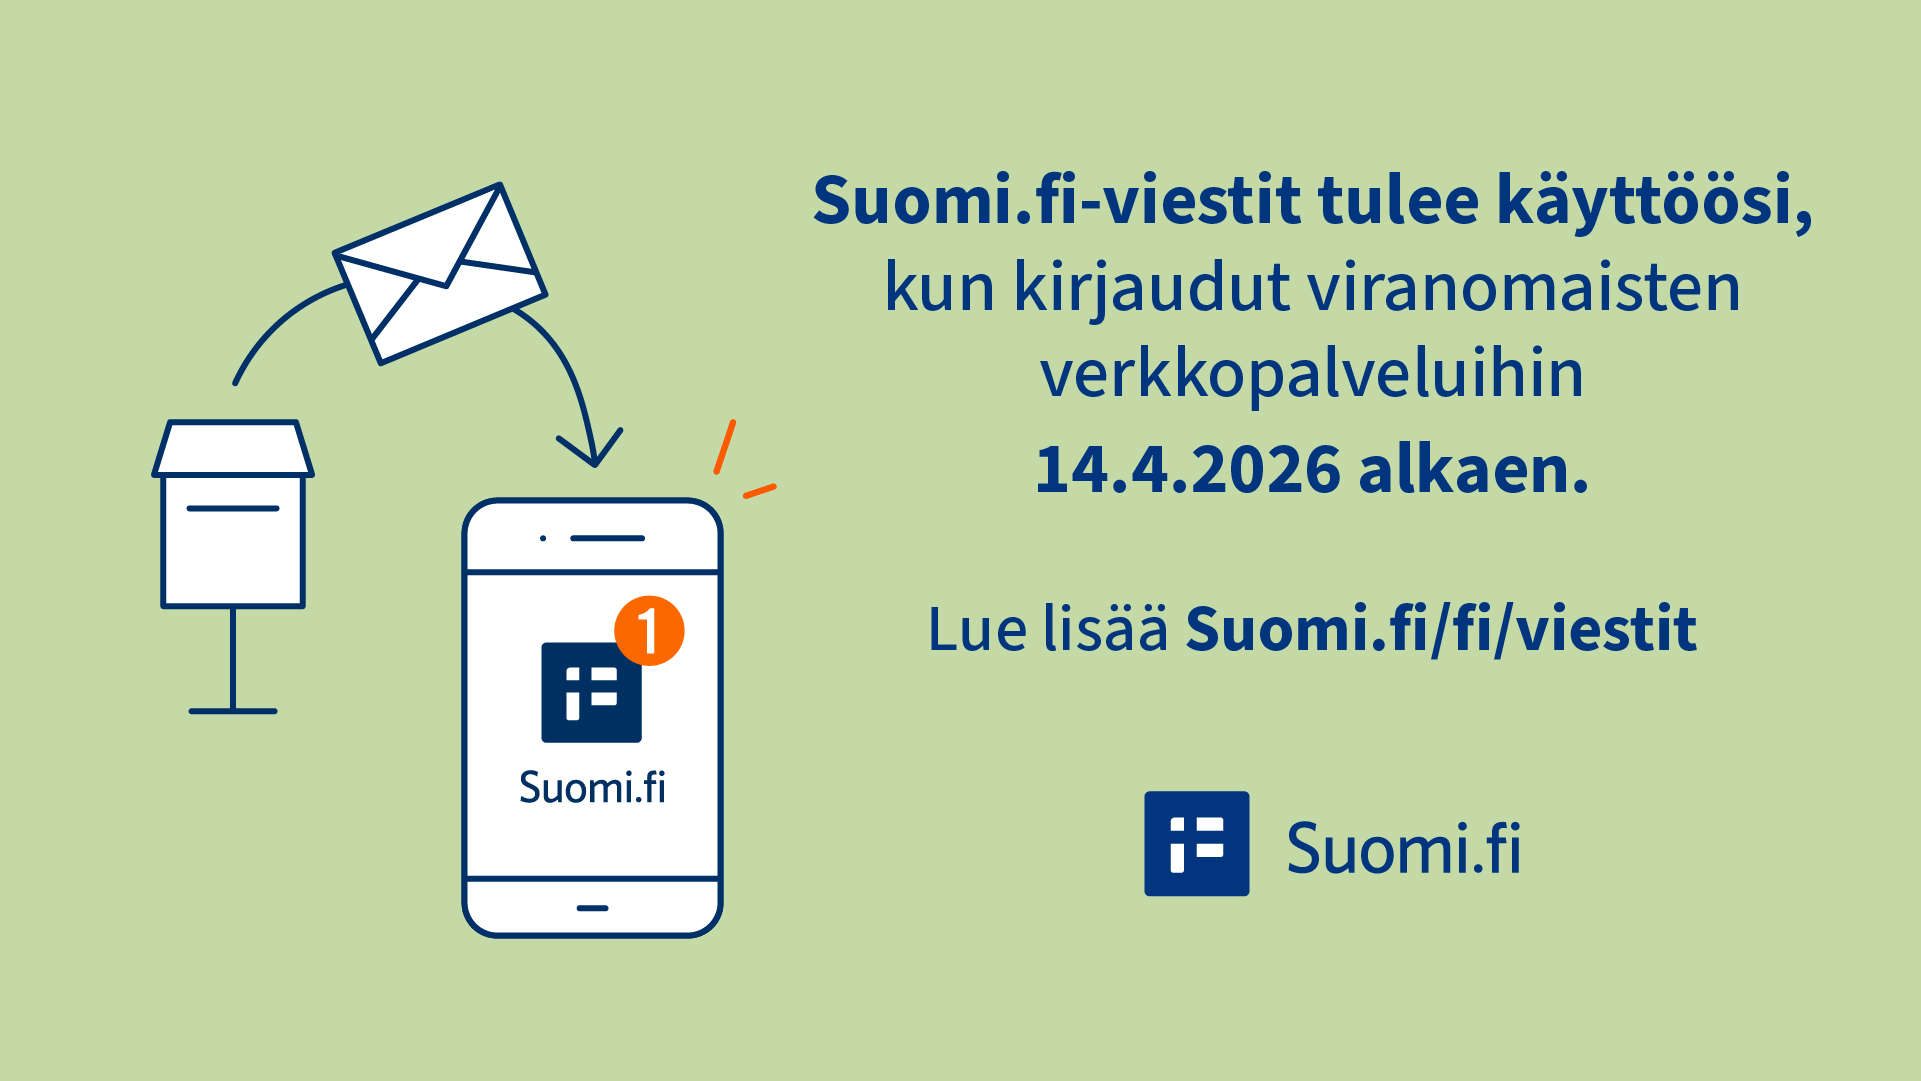 Suomi.fi-viestit tulee käyttöösi,
kun kirjaudut viranomaisten
verkkopalveluihin
14.4.2026 alkaen.
Lue lisää Suomi.fi/fi/viestit
1
Suomi.fi
Suomi.fi